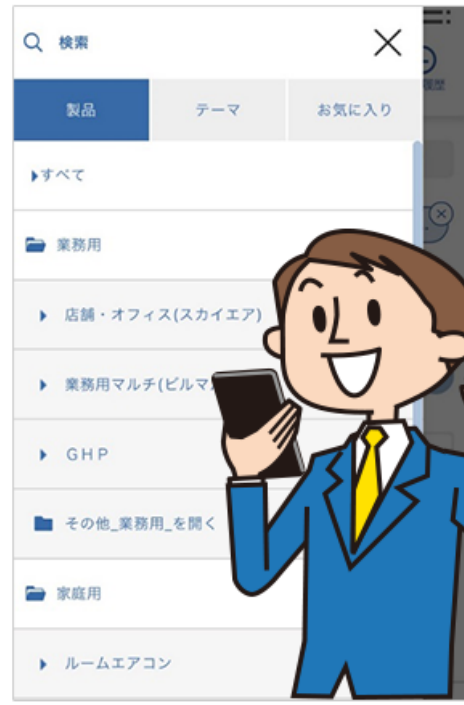 検索
製品 テーマ お気に入り
すべて
業務用
店舗・オフィス(スカイエア)
業務用マルチ(ビルマ
GHP
その他_業務用_を開く
家庭用
ルームエアコン